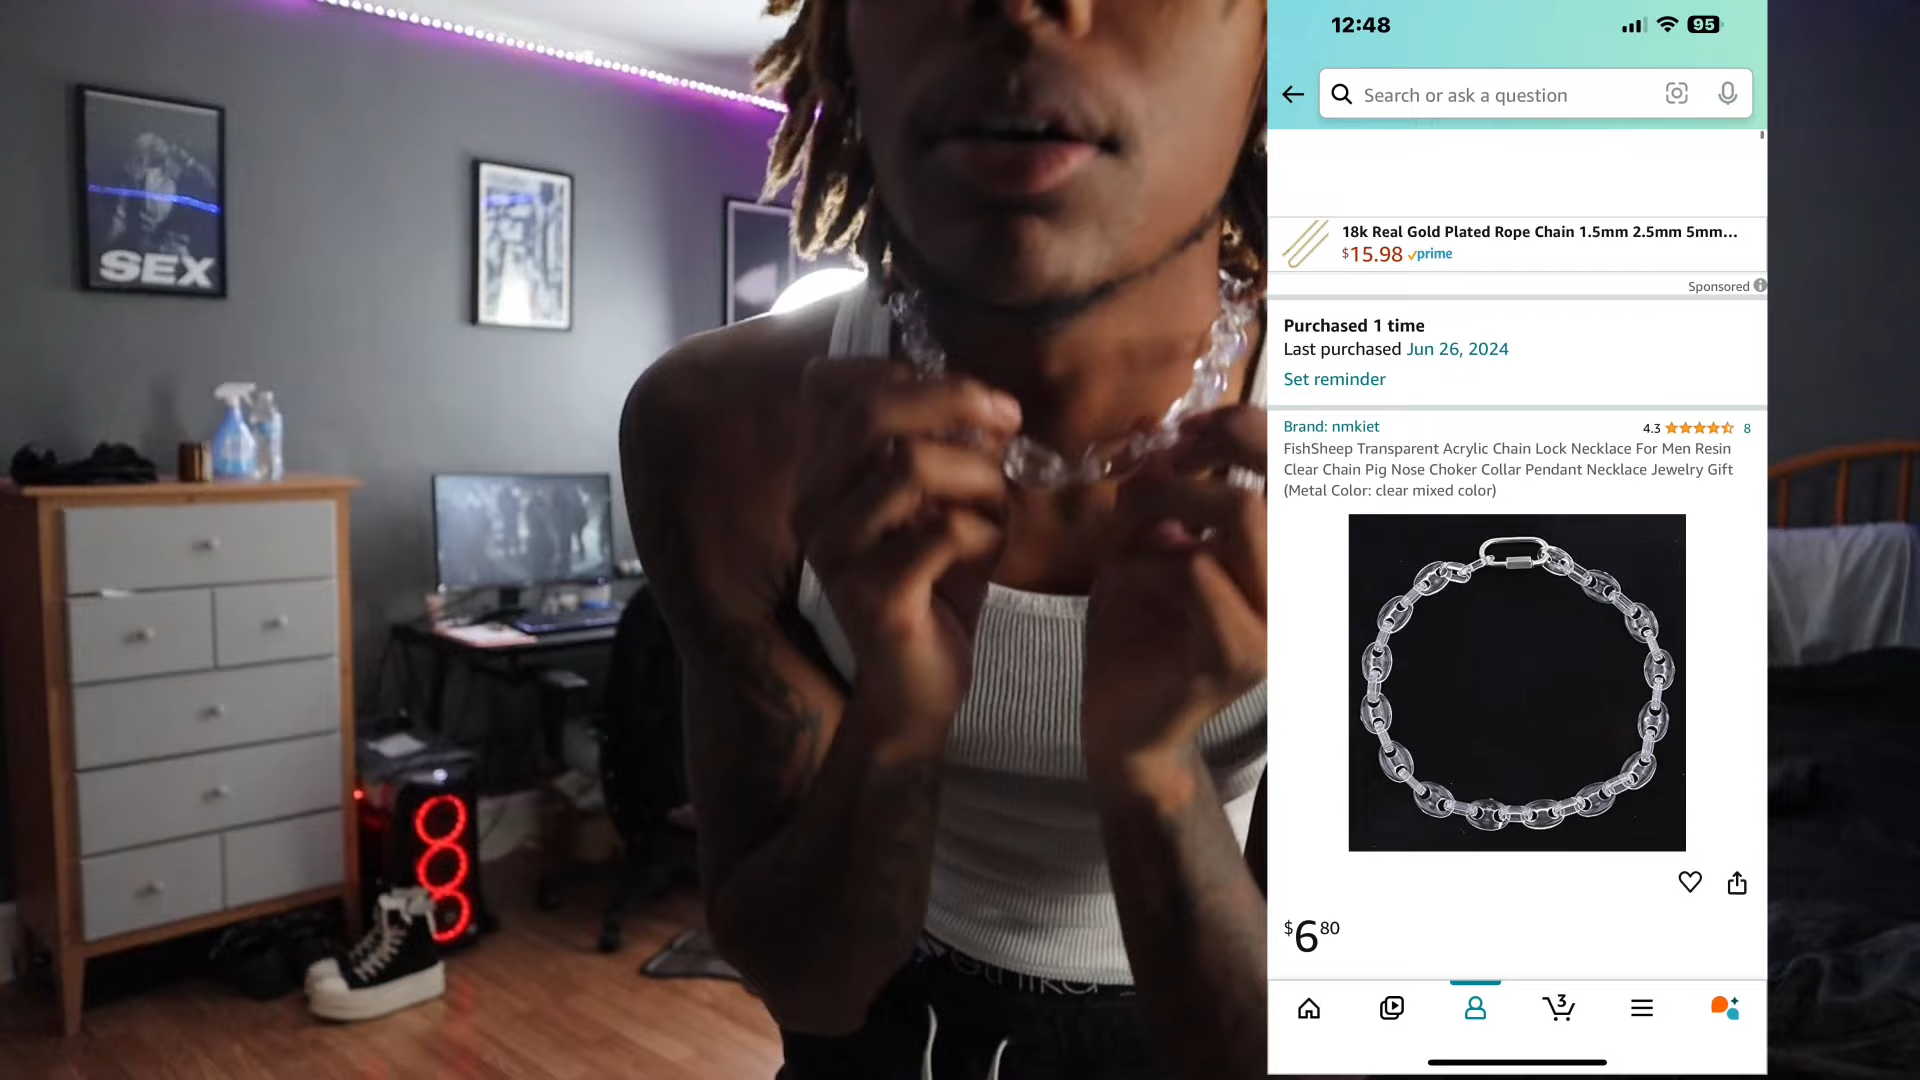 SEX
ethika
12:48
95
Search or ask a question
18k Real Gold Plated Rope Chain 1.5mm 2.5mm 5mm...
$15.98 prime
Sponsored
Purchased 1 time
Last purchased Jun 26, 2024
Set reminder
Brand: nmkiet
4.3 8
FishSheep Transparent Acrylic Chain Lock Necklace For Men Resin
Clear Chain Pig Nose Choker Collar Pendant Necklace Jewelry Gift
(Metal Color: clear mixed color)
$6 80
3